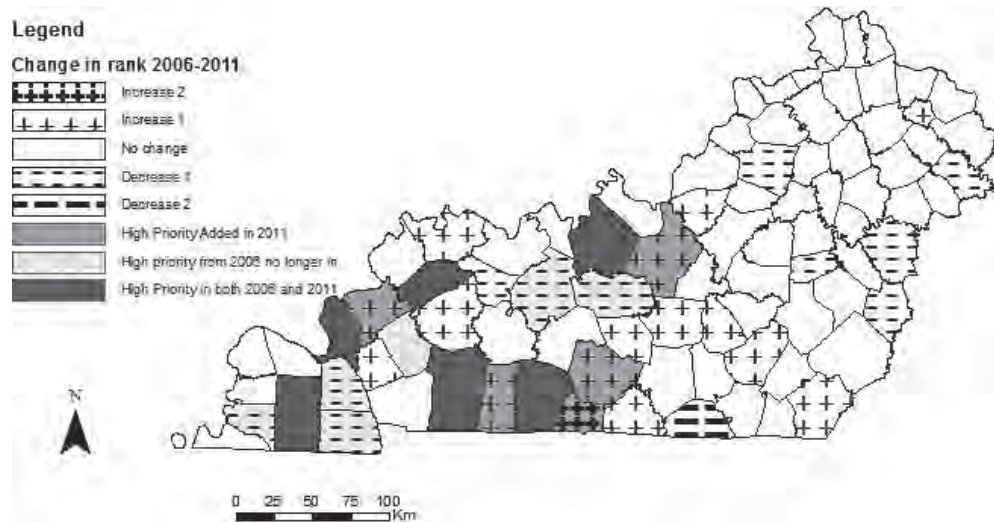 Legend
Change in rank 2006-2011
Increase 2
Increase 1
No change
Decrease 1
Decrease 2
High Priority Added in 2011
High priority from 2006 no longer in
High Priority in both 2006 and 2011
N
0 25 50 75 100
Km